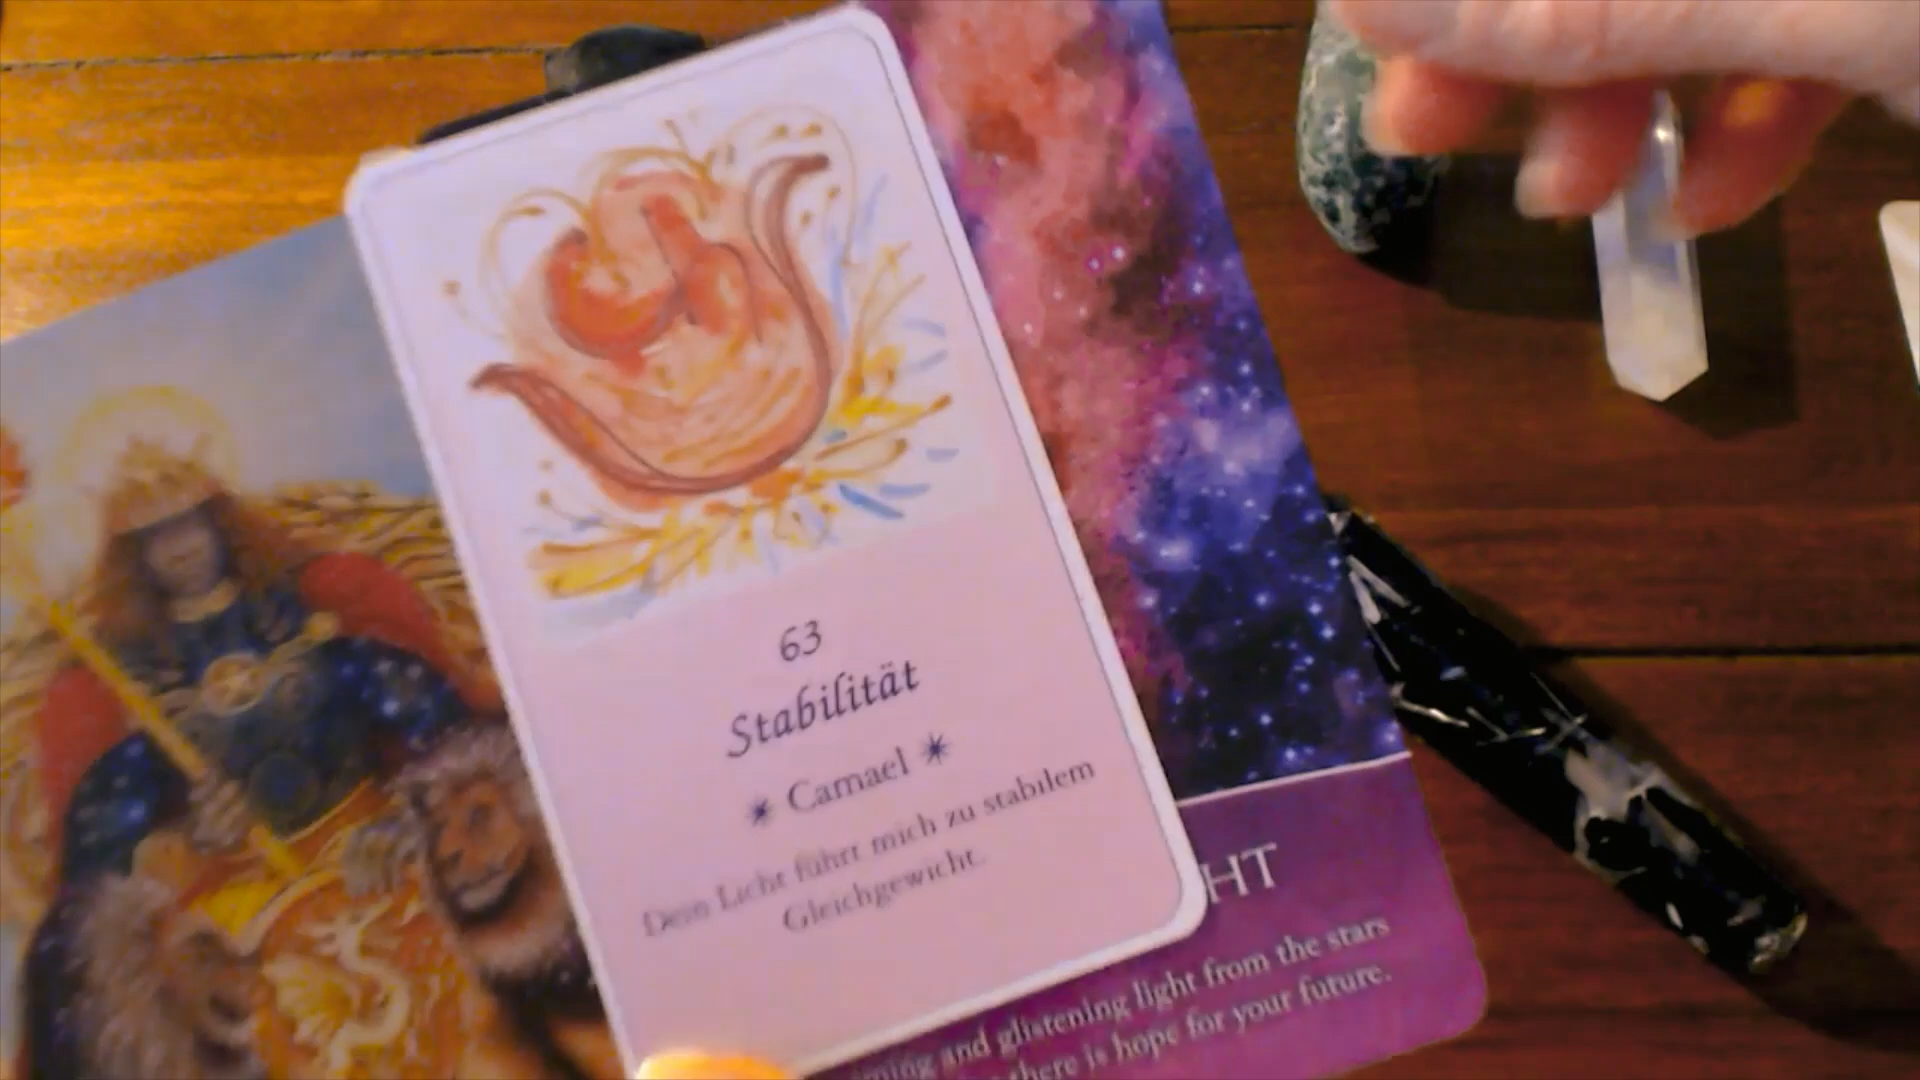 63
Stabilität
* Camael *
Dein Licht führt mich zu stabilem
Gleichgewicht.
HT
and glistening light from the stars
there is hope for your future.